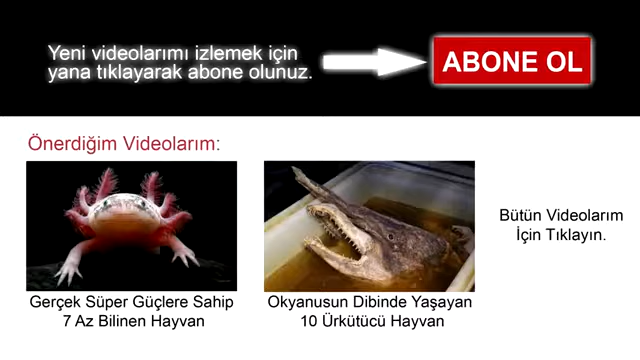 Yeni videolarımı izlemek için
yana tıklayarak abone olunuz.
ABONE OL
Önerdiğim Videolarım:
Gerçek Süper Güçlere Sahip
7 Az Bilinen Hayvan
Okyanusun Dibinde Yaşayan
10 Ürkütücü Hayvan
Bütün Videolarım
İçin Tıklayın.